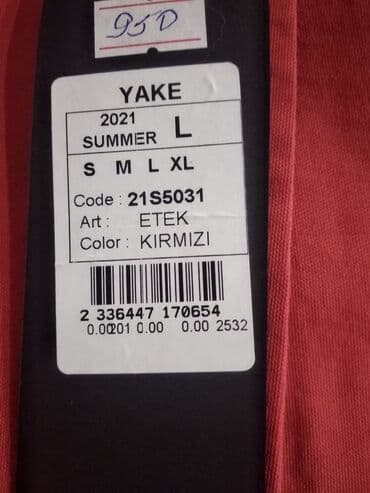 950
YAKE
2021
SUMMER L
S M L XL
Code : 21S5031
Art : ETEK
Color : KIRMIZI
2 336447 170654
0.00201 0.00 0.00 2532